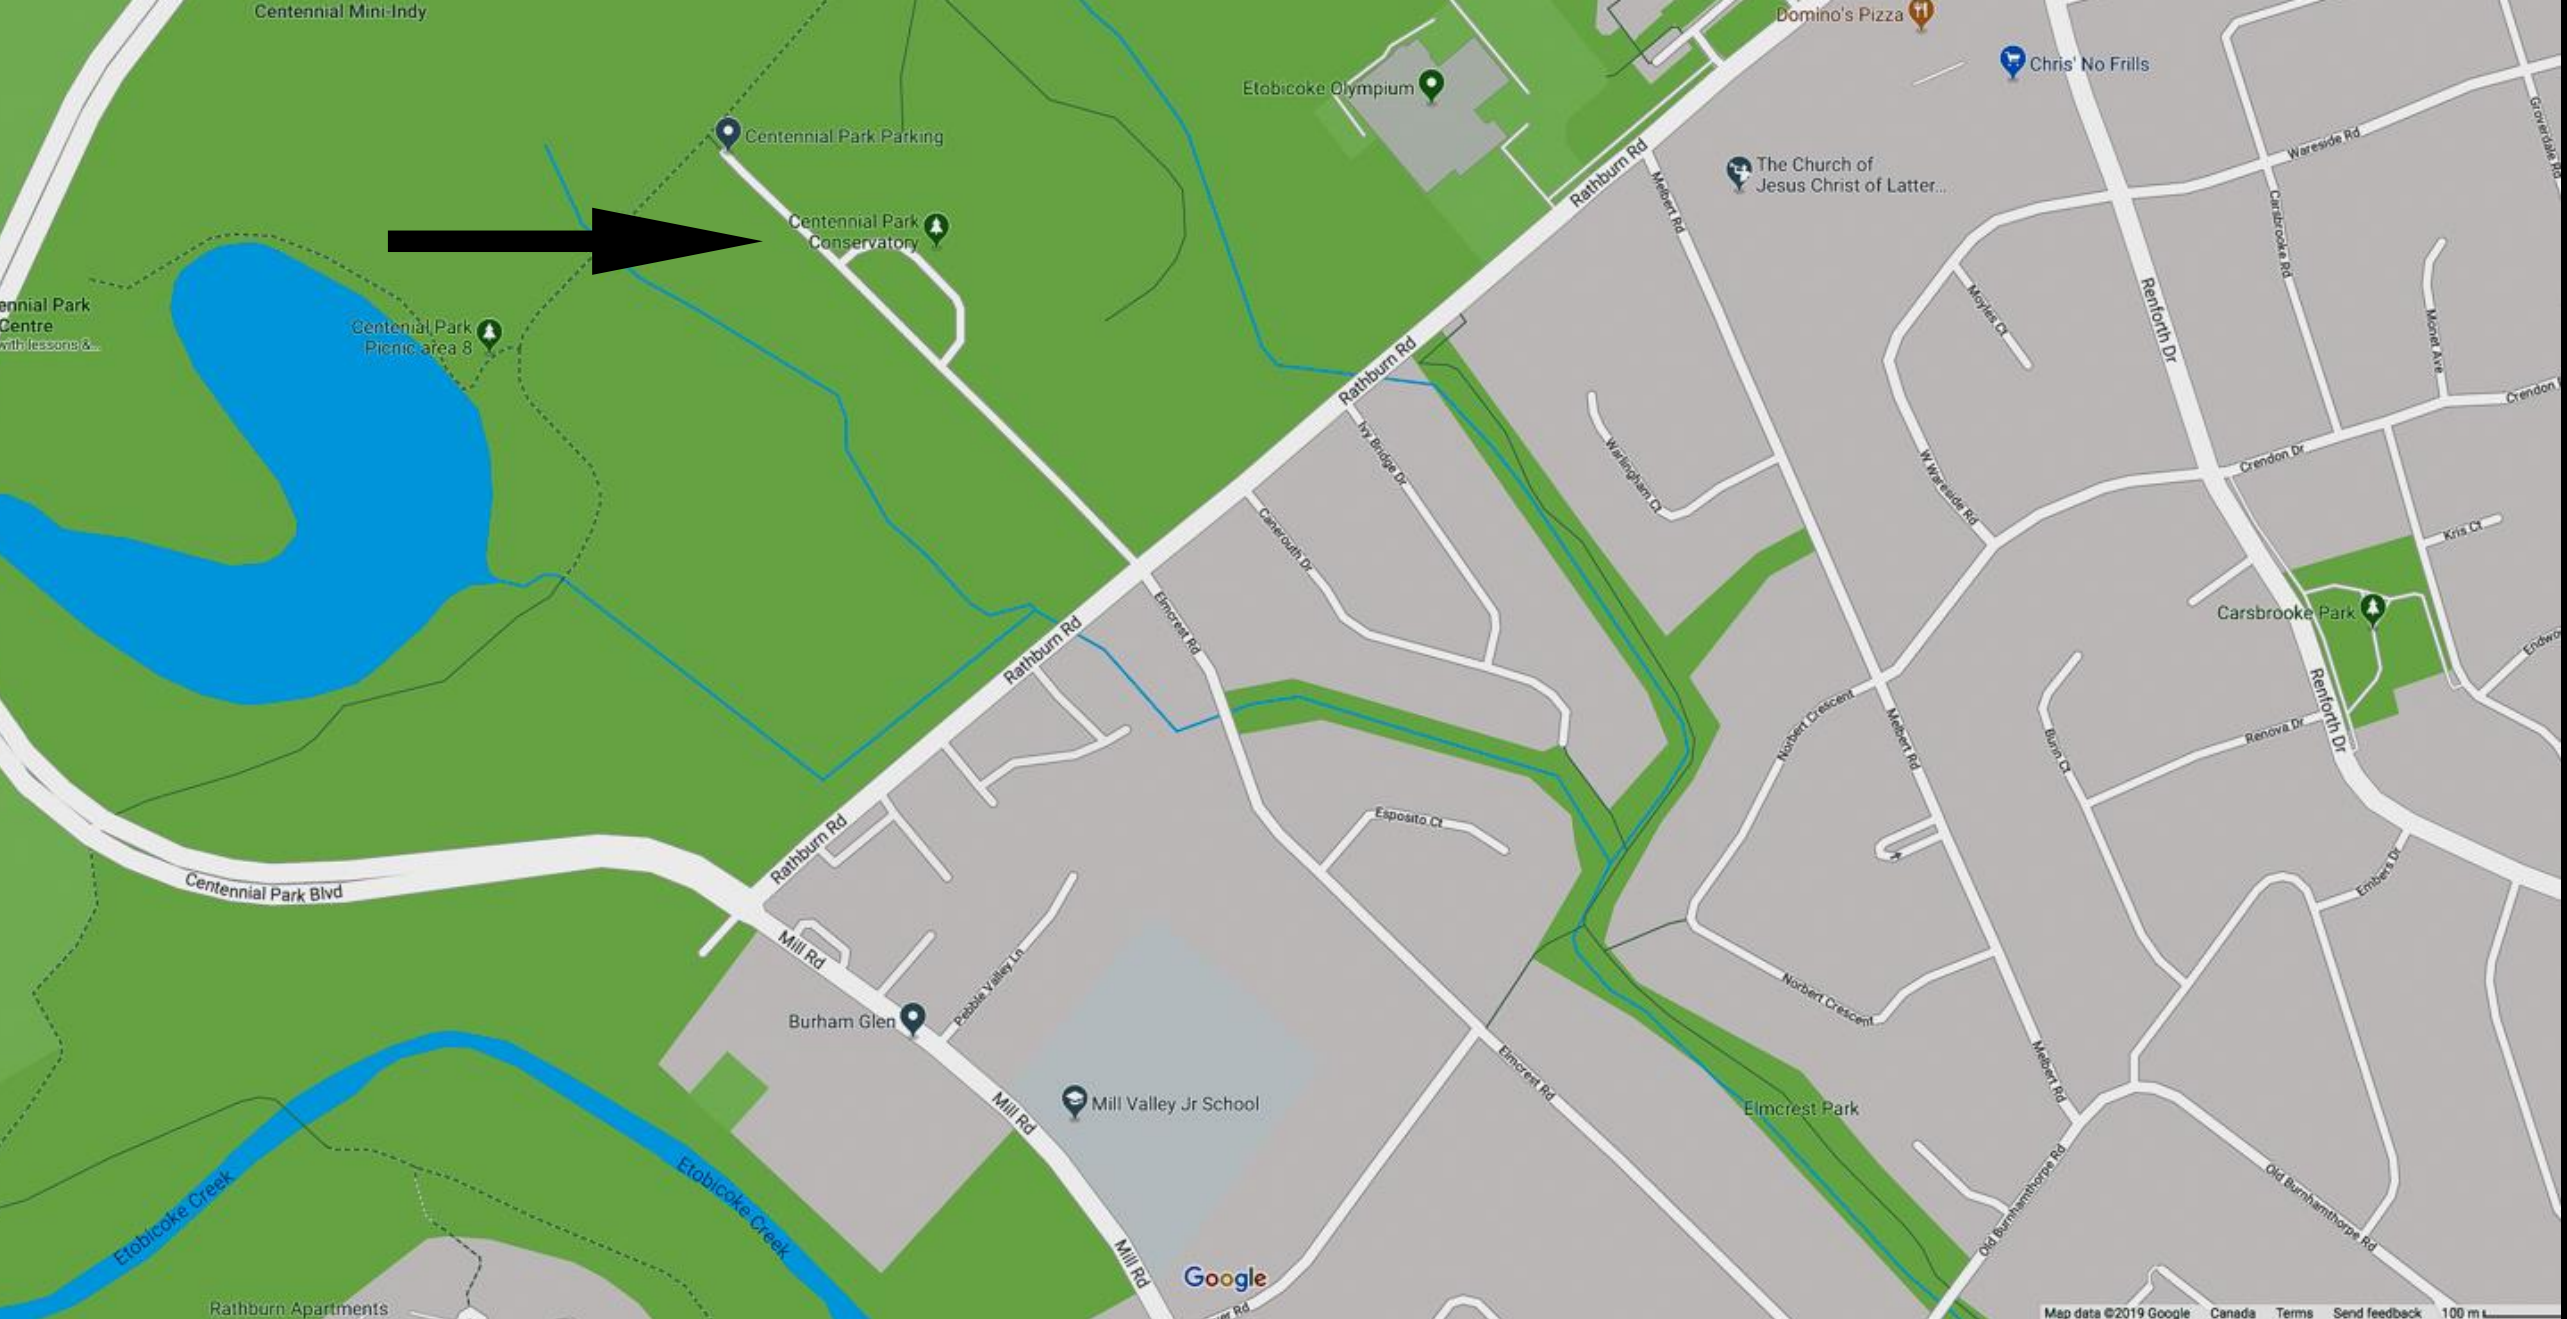 Centennial Mini-Indy
Domino's Pizza
Chris' No Frills
Etobicoke Olympium
Centennial Park Parking
Rathburn Rd
Melbert Rd
The Church of
Jesus Christ of Latter...
Wareside Rd
Groverdale Rd
Carsbrooke Rd
Centennial Park
Conservatory
Renforth Dr
Moyles Ct
Monet Ave
ennial Park
Centre
with lessons &...
Centenial Park
Picnic area 8
Rathburn Rd
Crendon
Ivy Bridge Dr
Warlingham Ct
W Wareside Rd
Crendon Dr
Canerouth Dr
Kris Ct
Elmcrest Rd
Carsbrooke Park
Rathburn Rd
Endwo
Norbert Crescent
Melbert Rd
Bunn Ct
Renova Dr
Renforth Dr
Esposito Ct
Rathburn Rd
Centennial Park Blvd
Embers Dr
Mill Rd
Pebble Valley Ln
Norbert Crescent
Burham Glen
Elmcrest Rd
Melbert Rd
Mill Rd
Mill Valley Jr School
Elmcrest Park
Etobicoke Creek
Etobicoke Creek
Old Burnhamthorpe Rd
Old Burnhamthorpe Rd
Mill Rd
Google
Rathburn Apartments
er Rd
Map data ©2019 Google Canada Terms Send feedback 100 m